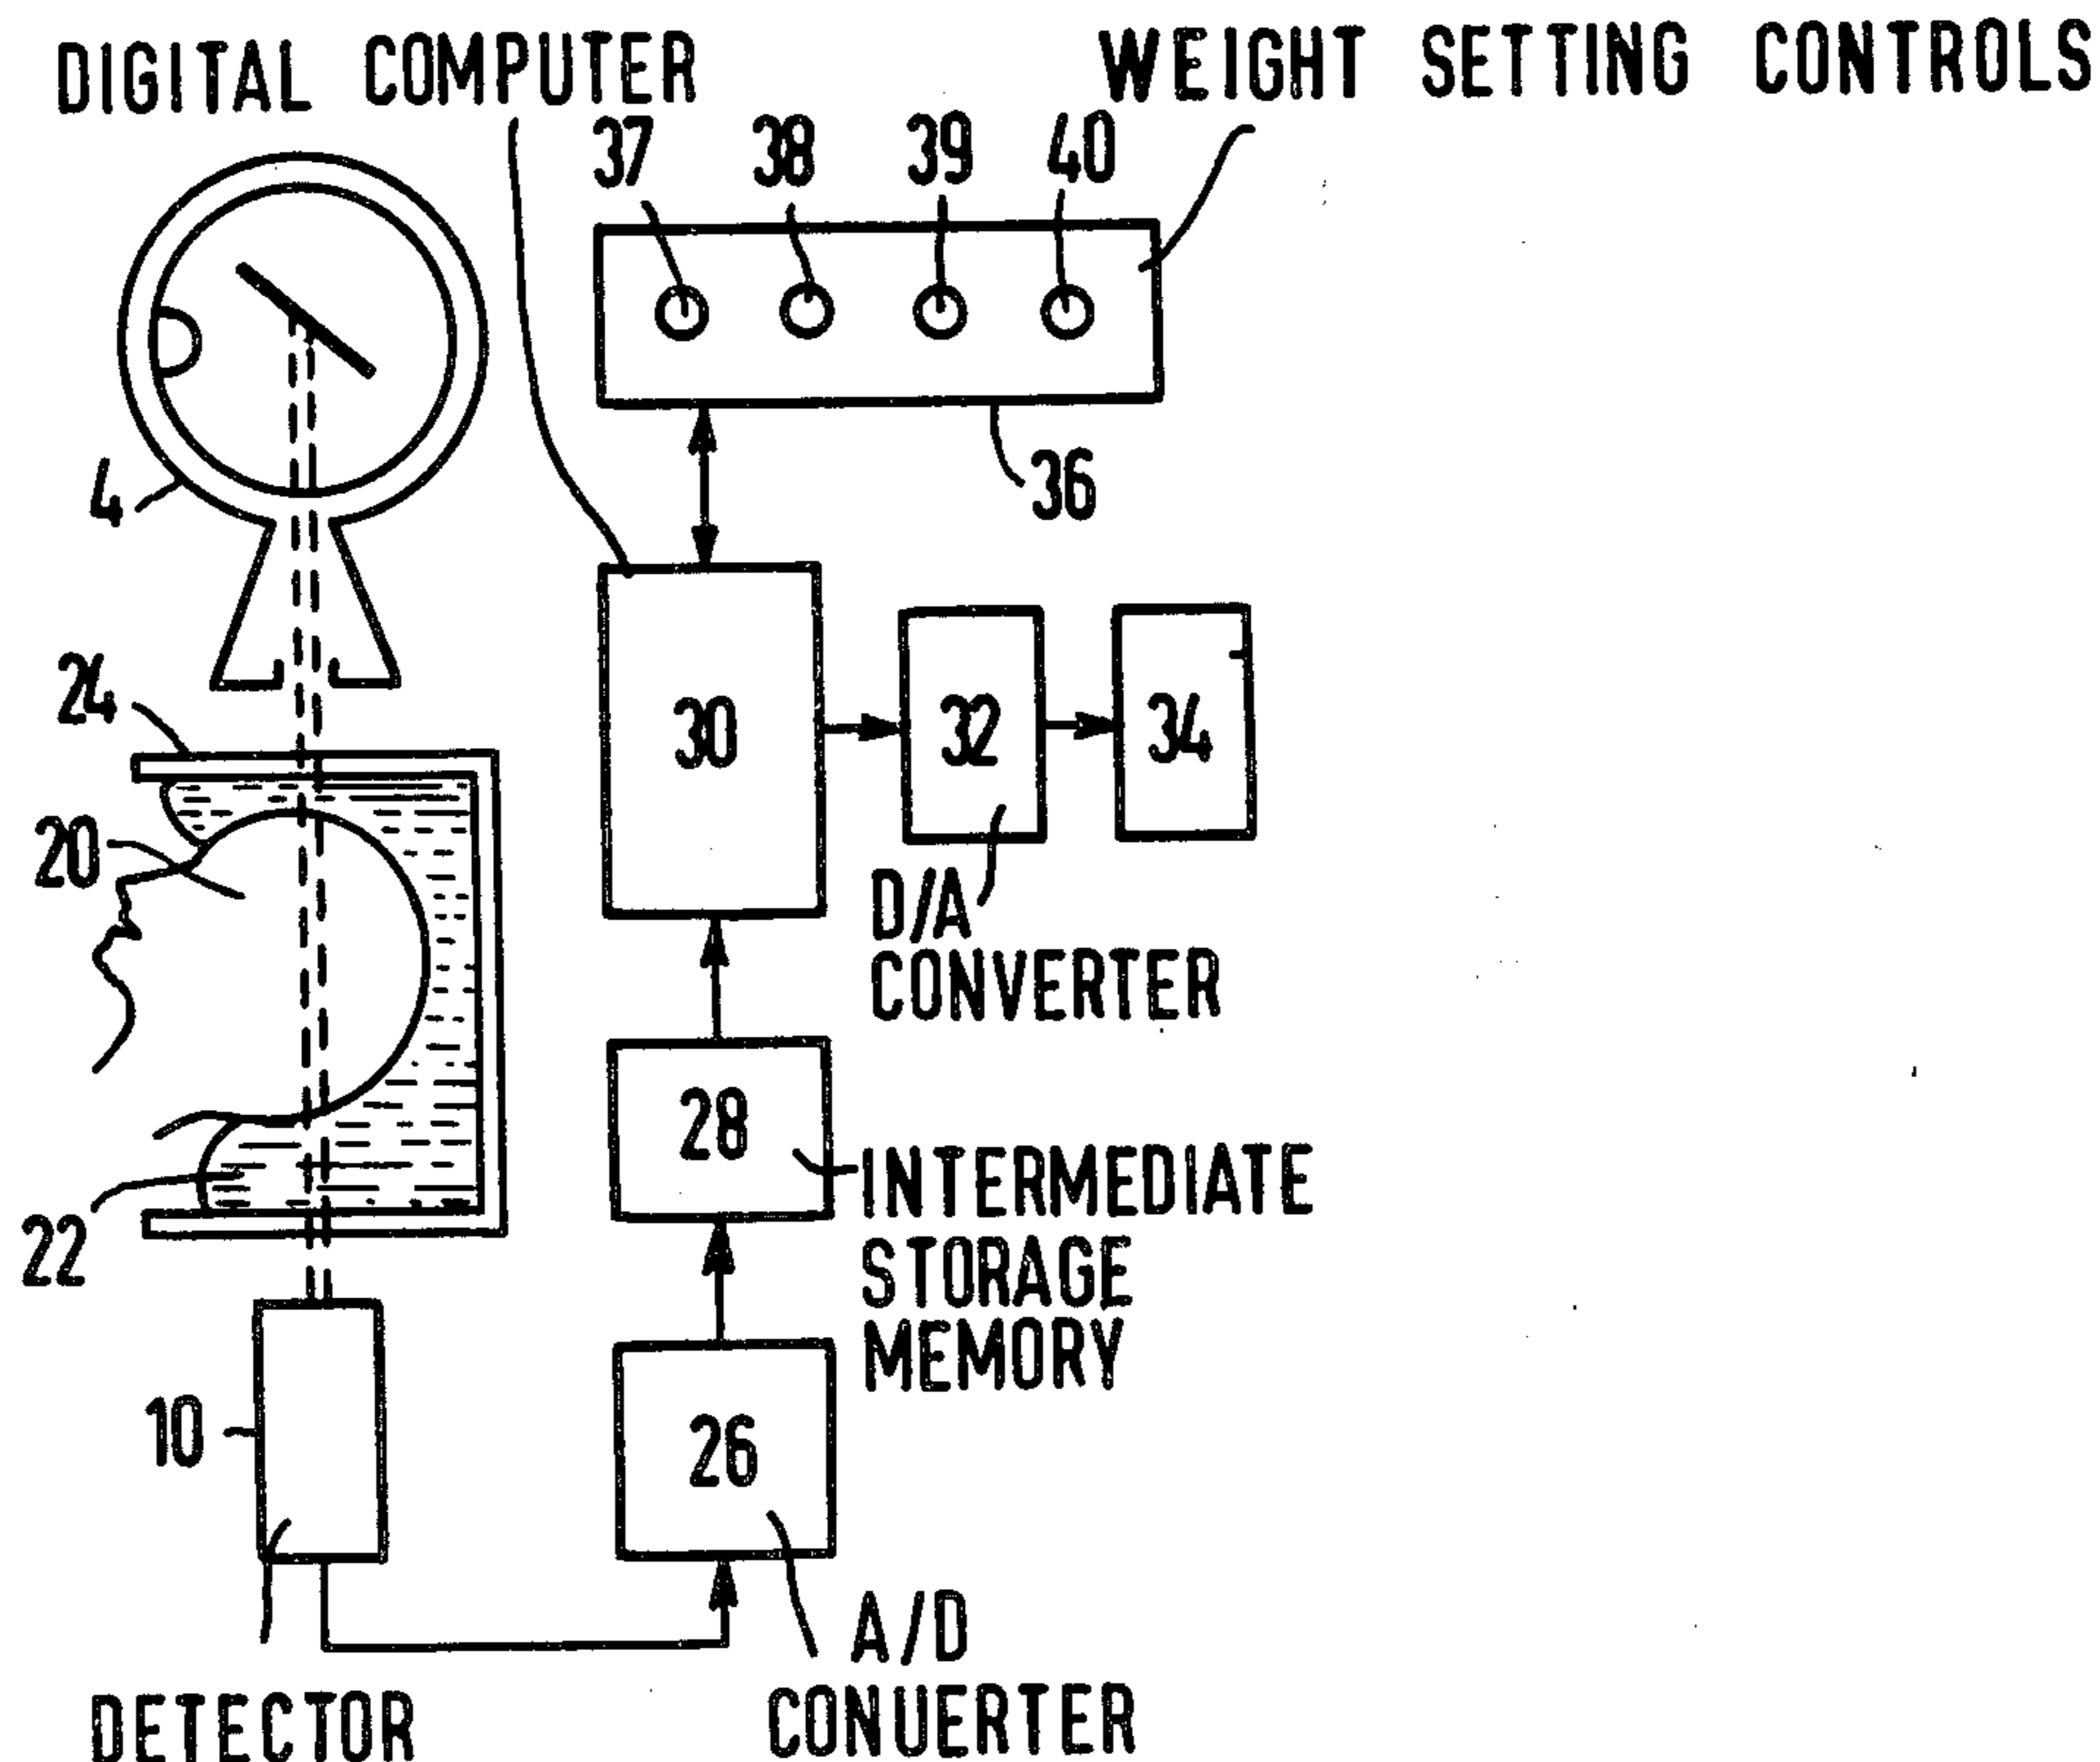 DIGITAL COMPUTER
WEIGHT SETTING CONTROLS
37 38 39 40
4
36
24
30
32
34
20
D/A
CONVERTER
28
INTERMEDIATE
STORAGE
MEMORY
22
10
26
A/D
CONUERTER
DETECTOR